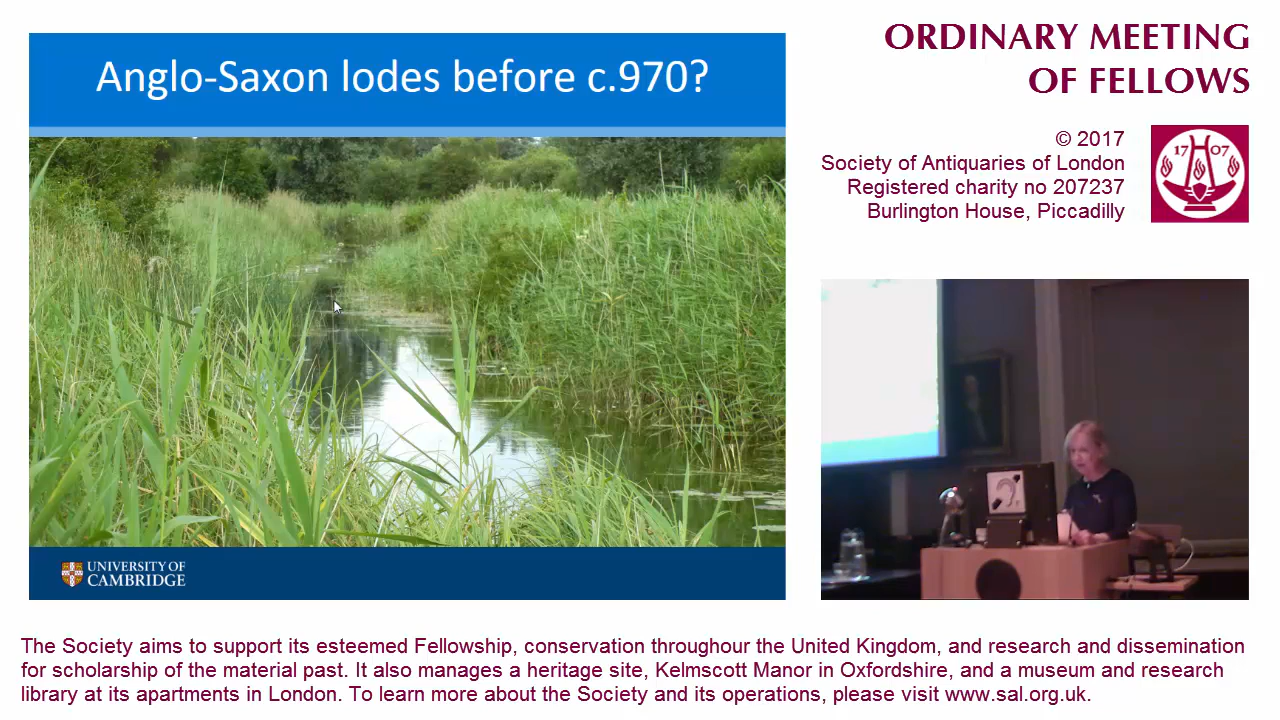 Anglo-Saxon lodes before c.970?
UNIVERSITY OF
CAMBRIDGE
ORDINARY MEETING
OF FELLOWS
© 2017
Society of Antiquaries of London
Registered charity no 207237
Burlington House, Piccadilly
17 07
The Society aims to support its esteemed Fellowship, conservation throughour the United Kingdom, and research and dissemination
for scholarship of the material past. It also manages a heritage site, Kelmscott Manor in Oxfordshire, and a museum and research
library at its apartments in London. To learn more about the Society and its operations, please visit www.sal.org.uk.